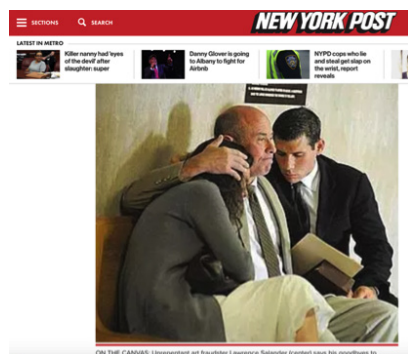 SECTIONS
SEARCH
NEW YORK POST
LATEST IN METRO
Killer nanny had 'eyes
of the devil' after
slaughter: super
Danny Glover is going
to Albany to fight for
Airbnb
NYPD cops who lie
and steal get slap on
the wrist, report
reveals
ON THE CANVAS: Unrepentant art fraudster Lawrence Salander (center) says his goodbyes to